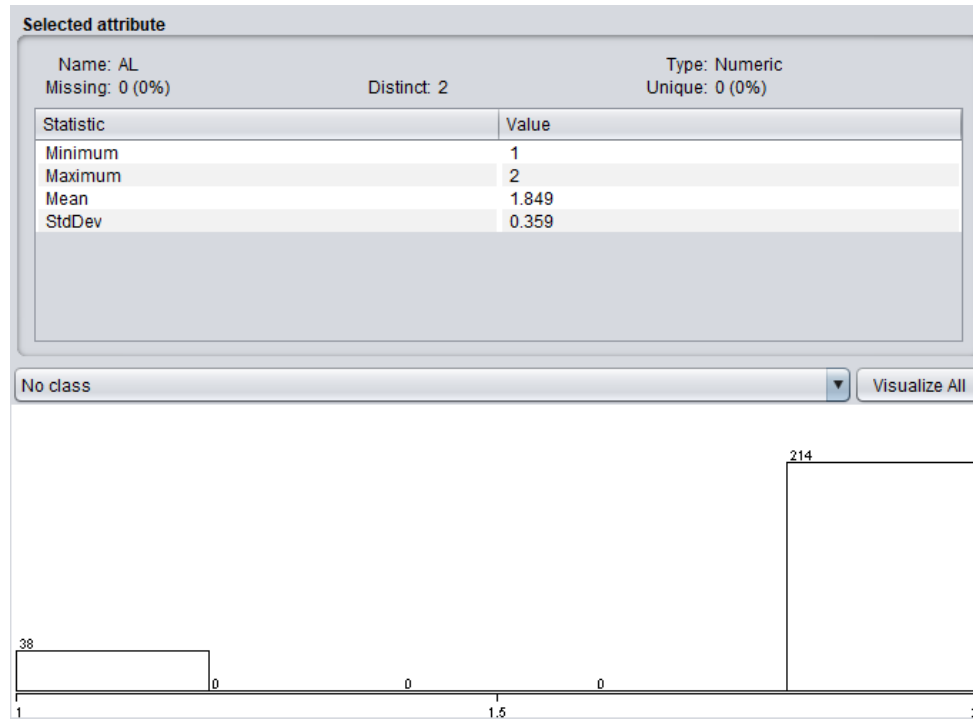 Selected attribute
Name: AL Type: Numeric
Missing: 0 (0%) Distinct: 2 Unique: 0 (0%)
Statistic Value
Minimum 1
Maximum 2
Mean 1.849
StdDev 0.359
No class Visualize All
214
38
0 0 0
1 1.5